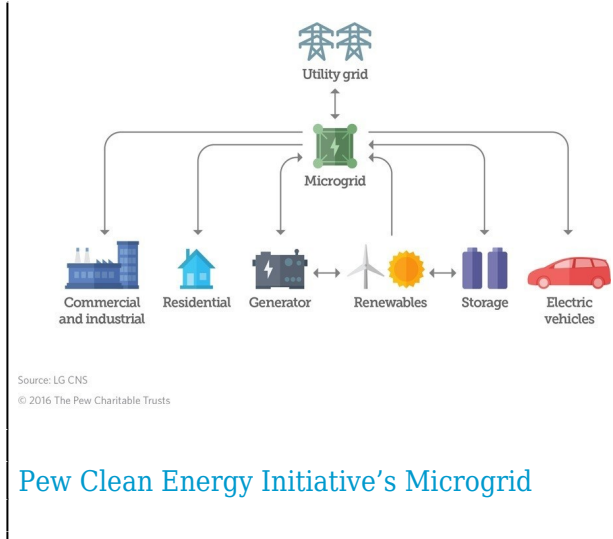 Utility grid
Microgrid
Commercial
and industrial
Residential
Generator
Renewables
Storage
Electric
vehicles
Source: LG CNS
© 2016 The Pew Charitable Trusts
Pew Clean Energy Initiative’s Microgrid